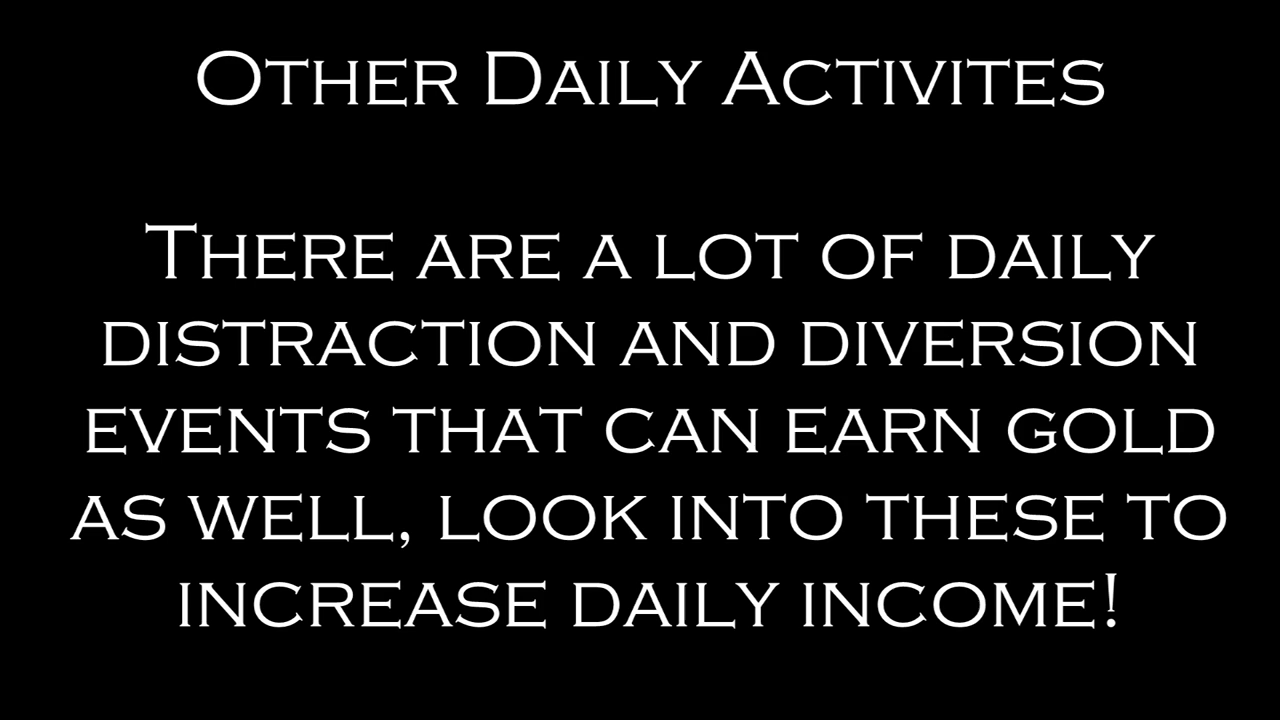 Other Daily Activites
There are a lot of daily
distraction and diversion
events that can earn gold
as well, look into these to
increase daily income!